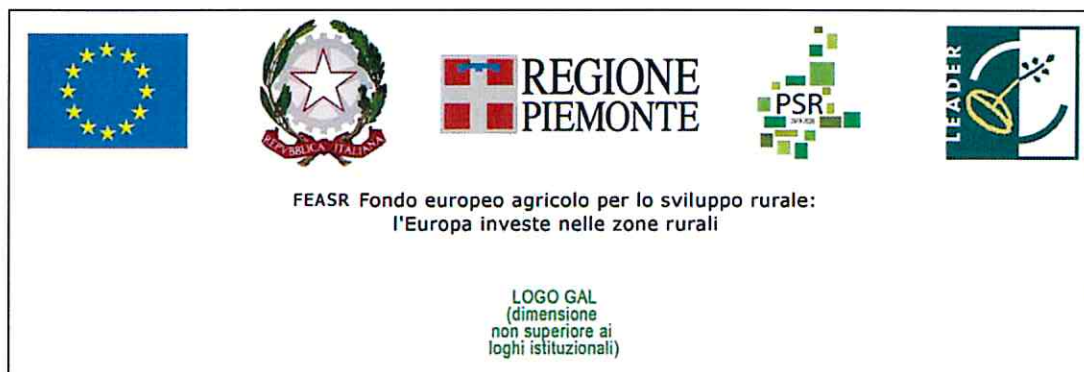 REPVBBLICA ITALIANA
REGIONE
PIEMONTE
PSR
LEADER
FEASR Fondo europeo agricolo per lo sviluppo rurale:
l'Europa investe nelle zone rurali
LOGO GAL
(dimensione
non superiore ai
loghi istituzionali)